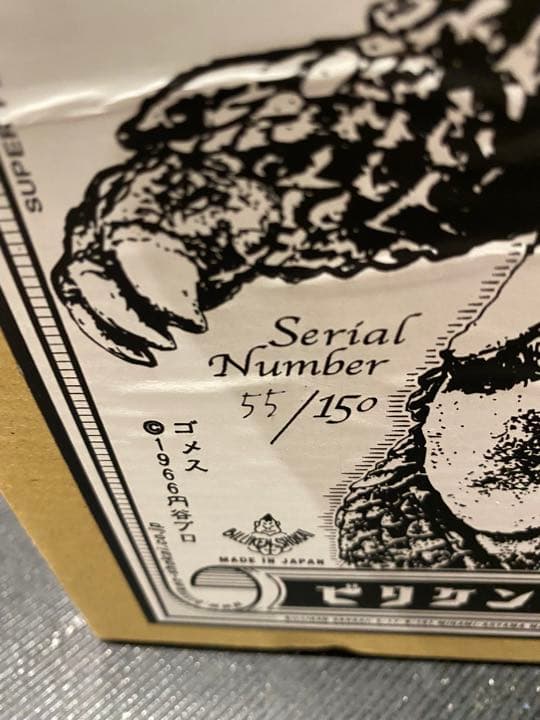 SUPER
Serial
Number
55/150
ゴメス
©1966円谷プロ
BILLIKEN SHOKAI
MADE IN JAPAN
ビリケン